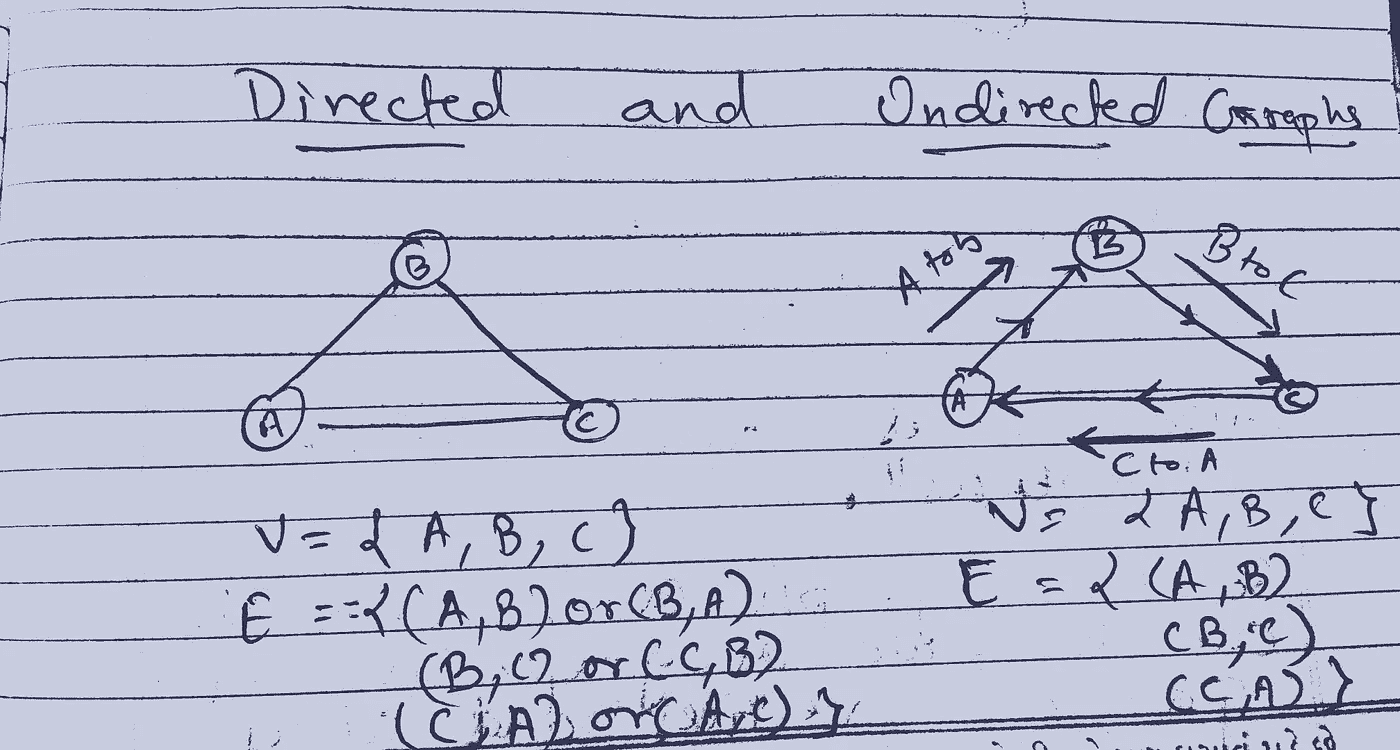 Directed and Undirected Graphs
B
A
C
A to b
B
B to C
A
C
C to A
V = { A, B, C }
E = = { (A,B) or (B,A)
(B,C) or (C,B)
(C,A) or (A,C) }
V = { A, B, C }
E = { (A,B)
(B,C)
(C,A) }